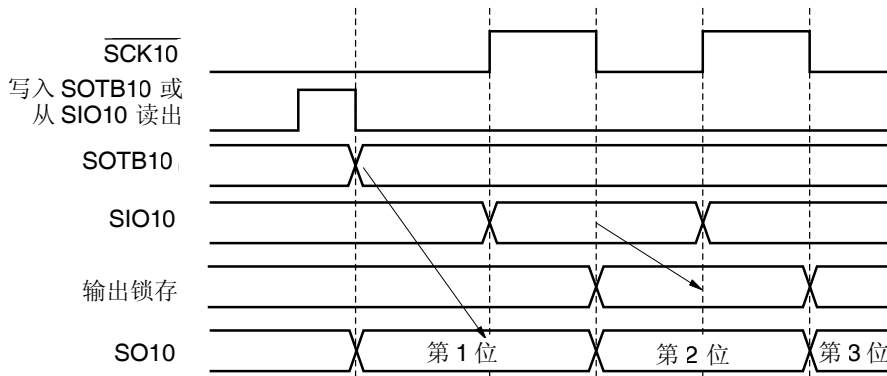 SCK10
写入 SOTB10 或
从 SIO10 读出
SOTB10
SIO10
输出锁存
SO10
第 1 位
第 2 位
第 3 位